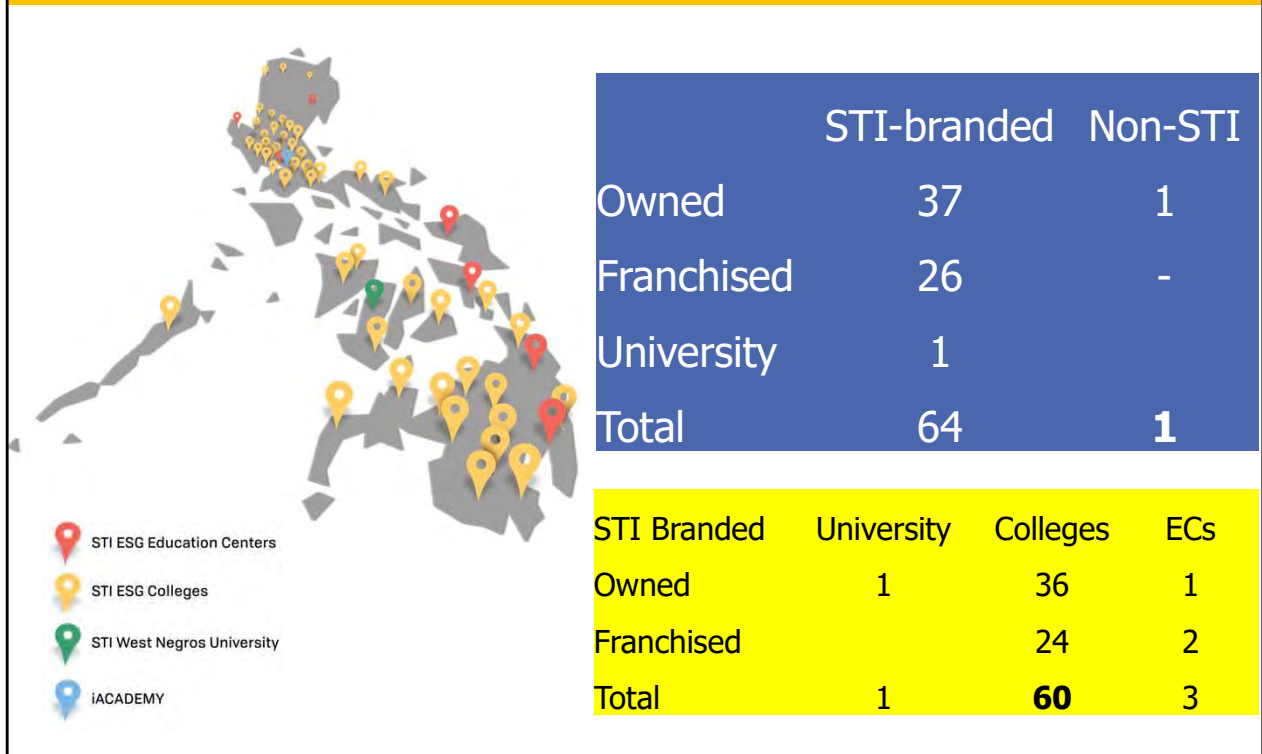 STI-branded Non-STI
Owned 37 1
Franchised 26 -
University 1
Total 64 1
STI ESG Education Centers
STI ESG Colleges
STI West Negros University
iACADEMY
STI Branded University Colleges ECs
Owned 1 36 1
Franchised 24 2
Total 1 60 3